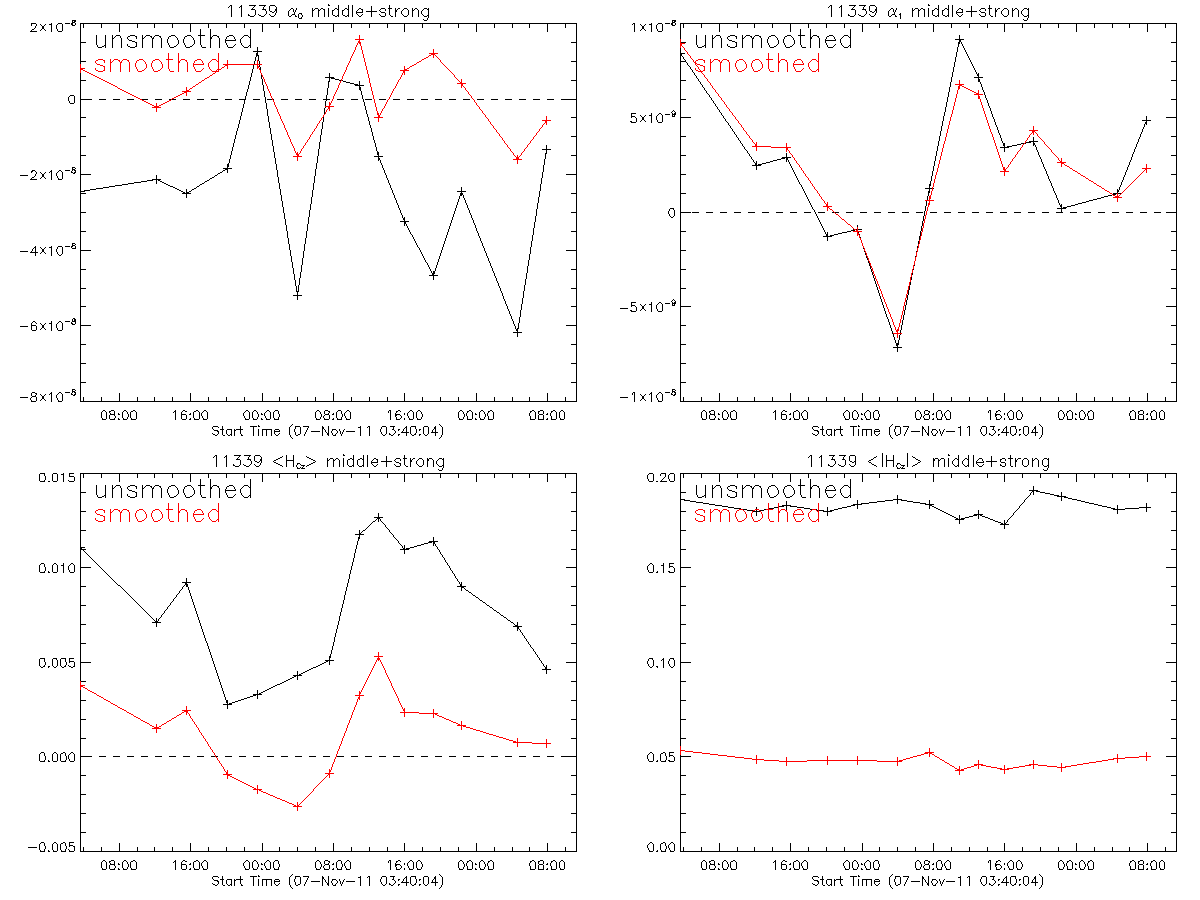 11339 α₀ middle+strong
unsmoothed
smoothed
2×10⁻⁸
0
−2×10⁻⁸
−4×10⁻⁸
−6×10⁻⁸
−8×10⁻⁸
08:00 16:00 00:00 08:00 16:00 00:00 08:00
Start Time (07-Nov-11 03:40:04)
11339 α₁ middle+strong
unsmoothed
smoothed
1×10⁻⁸
5×10⁻⁹
0
−5×10⁻⁹
−1×10⁻⁸
08:00 16:00 00:00 08:00 16:00 00:00 08:00
Start Time (07-Nov-11 03:40:04)
11339 <H_cz> middle+strong
unsmoothed
smoothed
0.015
0.010
0.005
0.000
−0.005
08:00 16:00 00:00 08:00 16:00 00:00 08:00
Start Time (07-Nov-11 03:40:04)
11339 <|H_cz|> middle+strong
unsmoothed
smoothed
0.20
0.15
0.10
0.05
0.00
08:00 16:00 00:00 08:00 16:00 00:00 08:00
Start Time (07-Nov-11 03:40:04)